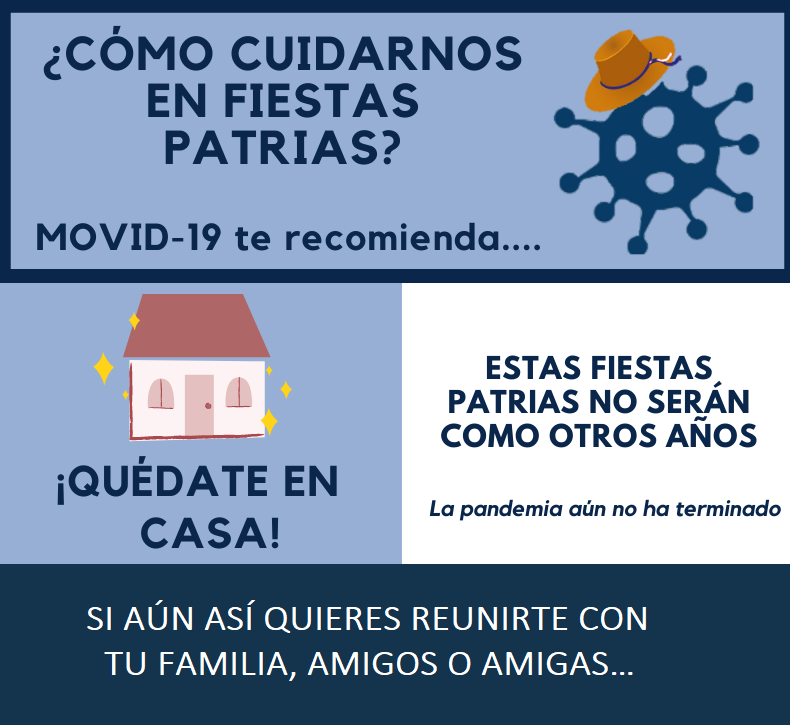 ¿CÓMO CUIDARNOS
EN FIESTAS
PATRIAS?
MOVID-19 te recomienda....
¡QUÉDATE EN
CASA!
ESTAS FIESTAS
PATRIAS NO SERÁN
COMO OTROS AÑOS
La pandemia aún no ha terminado
SI AÚN ASÍ QUIERES REUNIRTE CON
TU FAMILIA, AMIGOS O AMIGAS...